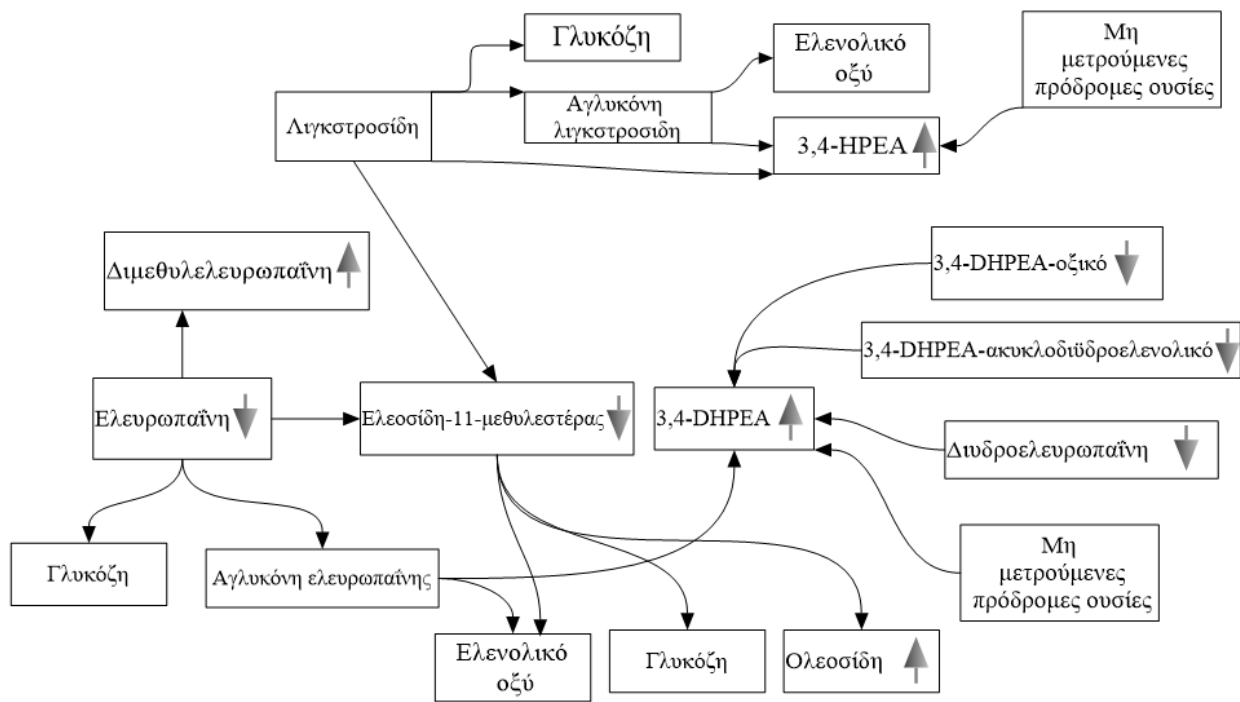 Γλυκόζη
Ελενολικό
οξύ
Μη
μετρούμενες
πρόδρομες ουσίες
Λιγκστροσίδη
Αγλυκόνη
λιγκστροσιδη
3,4-HPEA
Διμεθυλελευρωπαΐνη
3,4-DHPEA-οξικό
3,4-DHPEA-ακυκλοδιϋδροελενολικό
Ελευρωπαΐνη
Ελεοσίδη-11-μεθυλεστέρας
3,4-DHPEA
Διυδροελευρωπαΐνη
Γλυκόζη
Αγλυκόνη ελευρωπαΐνης
Μη
μετρούμενες
πρόδρομες ουσίες
Ελενολικό
οξύ
Γλυκόζη
Ολεοσίδη